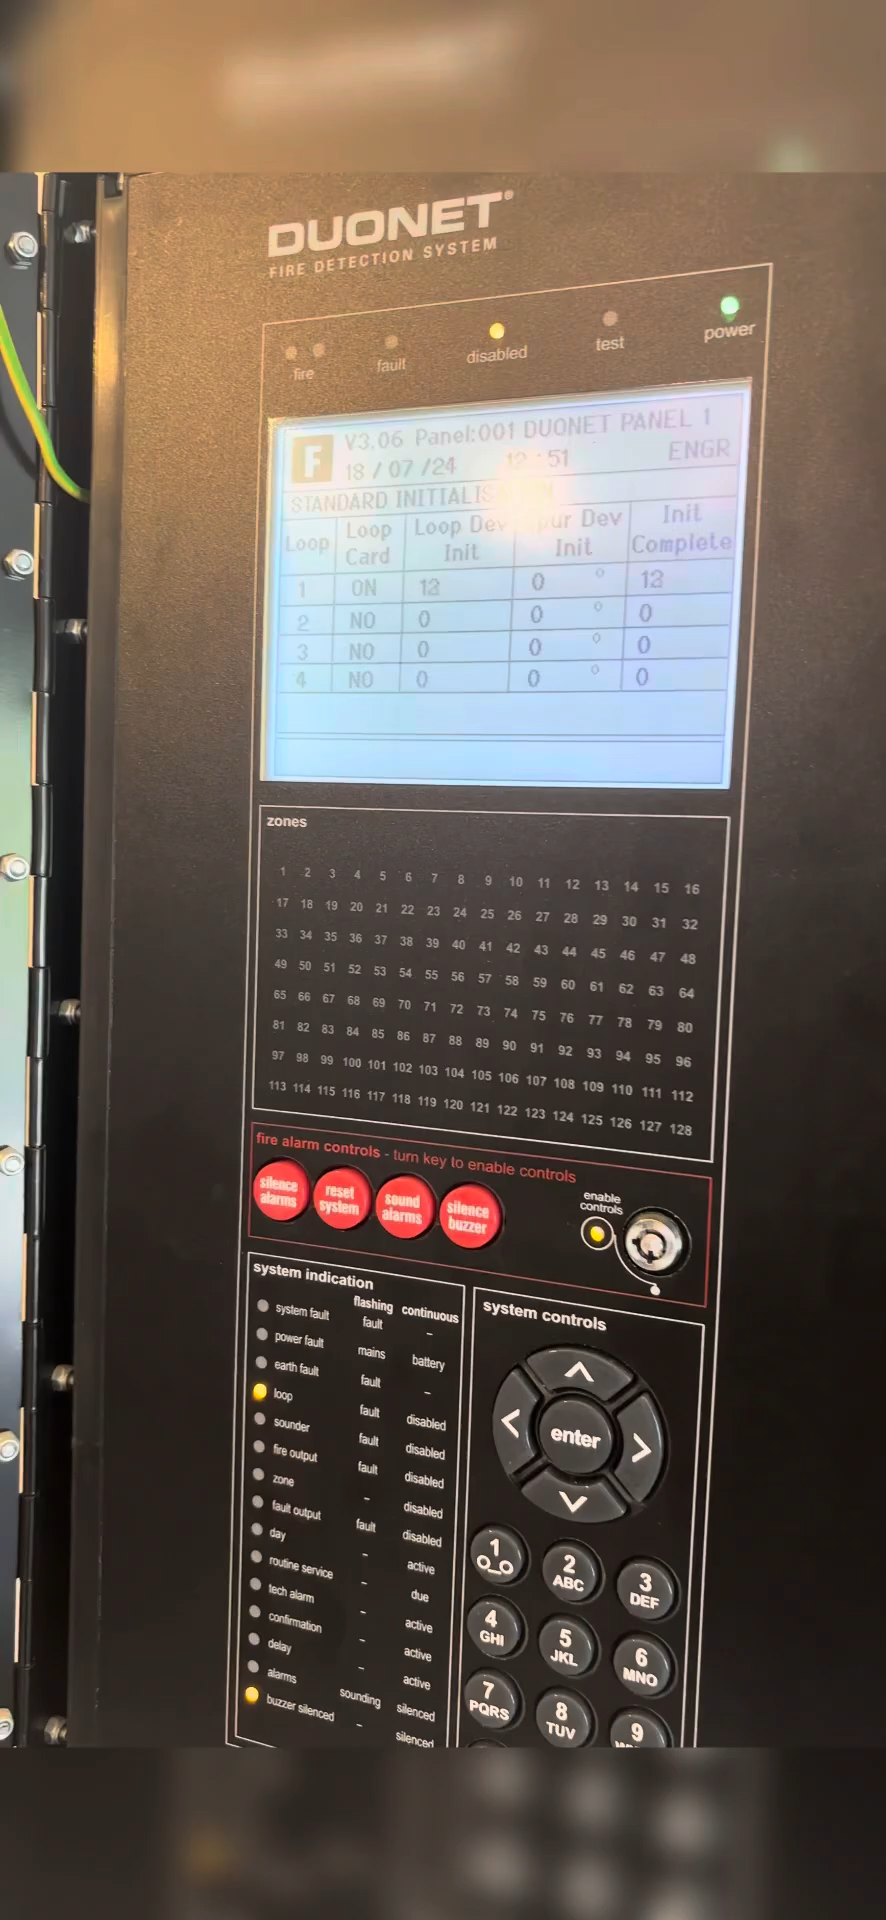 DUONET
FIRE DETECTION SYSTEM
fire fault disabled test power
F V3.06 Panel:001 DUONET PANEL 1
18 / 07 /24 :51 ENGR
STANDARD
Loop Loop Card Loop Dev Init Dev Init Init Complete
1 ON 0 °
2 NO 0 0 ° 0
3 NO 0 0 ° 0
4 NO 0 0 ° 0
zones
1 2 3 4 5 6 7 8 9 10 11 12 13 14 15 16
17 18 19 20 21 22 23 24 25 26 27 28 29 30 31 32
33 34 35 36 37 38 39 40 41 42 43 44 45 46 47 48
49 50 51 52 53 54 55 56 57 58 59 60 61 62 63 64
65 66 67 68 69 70 71 72 73 74 75 76 77 78 79 80
81 82 83 84 85 86 87 88 89 90 91 92 93 94 95 96
97 98 99 100 101 102 103 104 105 106 107 108 109 110 111 112
113 114 115 116 117 118 119 120 121 122 123 124 125 126 127 128
fire alarm controls - turn key to enable controls
silence alarms
reset system
sound alarms
silence buzzer
enable controls
system indication
flashing continuous
system fault fault –
power fault mains battery
earth fault fault –
loop fault disabled
sounder fault disabled
fire output fault disabled
zone – disabled
fault output fault disabled
day – active
routine service – due
tech alarm – active
confirmation – active
delay – active
alarms sounding silenced
buzzer silenced – silenced
system controls
enter
1
2 ABC
3 DEF
4 GHI
5 JKL
6 MNO
7 PQRS
8 TUV
9